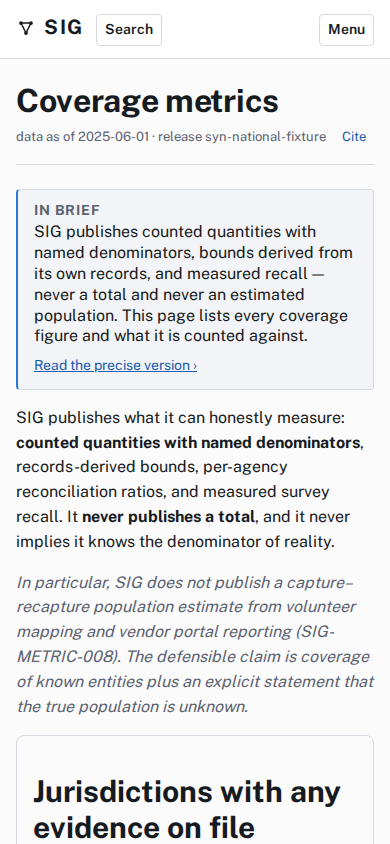 SIG
Search
Menu
Coverage metrics
data as of 2025-06-01 · release syn-national-fixture Cite
IN BRIEF
SIG publishes counted quantities with
named denominators, bounds derived from
its own records, and measured recall —
never a total and never an estimated
population. This page lists every coverage
figure and what it is counted against.
Read the precise version ›
SIG publishes what it can honestly measure:
counted quantities with named denominators,
records-derived bounds, per-agency
reconciliation ratios, and measured survey
recall. It never publishes a total, and it never
implies it knows the denominator of reality.
In particular, SIG does not publish a capture–
recapture population estimate from volunteer
mapping and vendor portal reporting (SIG-
METRIC-008). The defensible claim is coverage
of known entities plus an explicit statement that
the true population is unknown.
Jurisdictions with any
evidence on file